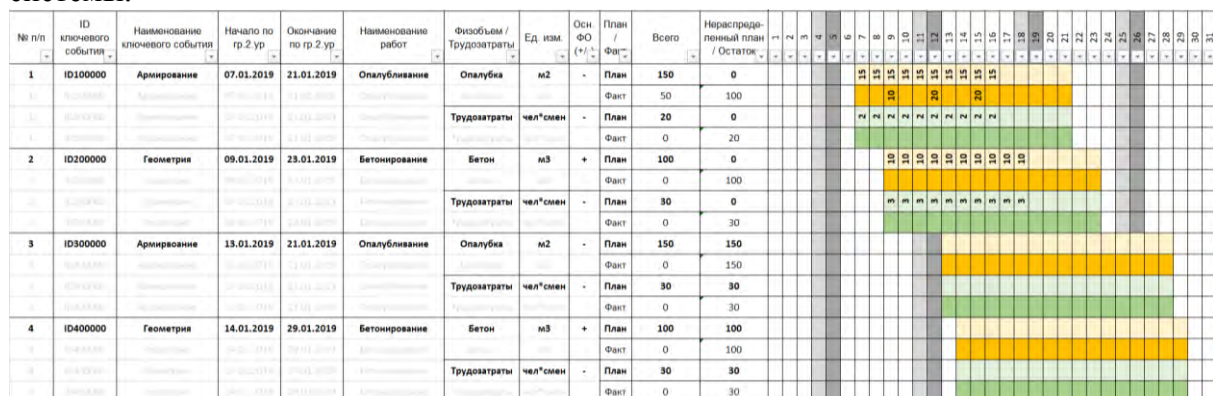 системы.
№ п/п ID ключевого события Наименование ключевого события Начало по гр.2 ур Окончание по гр.2.ур Наименование работ Физобъем / Трудозатраты Ед. изм. Осн. ФО (+/-) План / Факт Всего Нераспределенный план / Остаток 1 2 3 4 5 6 7 8 9 10 11 12 13 14 15 16 17 18 19 20 21 22 23 24 25 26 27 28 29 30 31
1 ID100000 Армирование 07.01.2019 21.01.2019 Опалубливание Опалубка м2 - План 150 0 15 15 15 15 15 15 15 15 15 15
Факт 50 100 10 20 20
Трудозатраты чел*смен - План 20 0 2 2 2 2 2 2 2 2 2 2
Факт 0 20
2 ID200000 Геометрия 09.01.2019 23.01.2019 Бетонирование Бетон м3 + План 100 0 10 10 10 10 10 10 10 10 10 10
Факт 0 100
Трудозатраты чел*смен - План 30 0 3 3 3 3 3 3 3 3 3 3
Факт 0 30
3 ID300000 Армирвоание 13.01.2019 21.01.2019 Опалубливание Опалубка м2 - План 150 150
Факт 0 150
Трудозатраты чел*смен - План 30 30
Факт 0 30
4 ID400000 Геометрия 14.01.2019 29.01.2019 Бетонирование Бетон м3 + План 100 100
Факт 0 100
Трудозатраты чел*смен - План 30 30
Факт 0 30